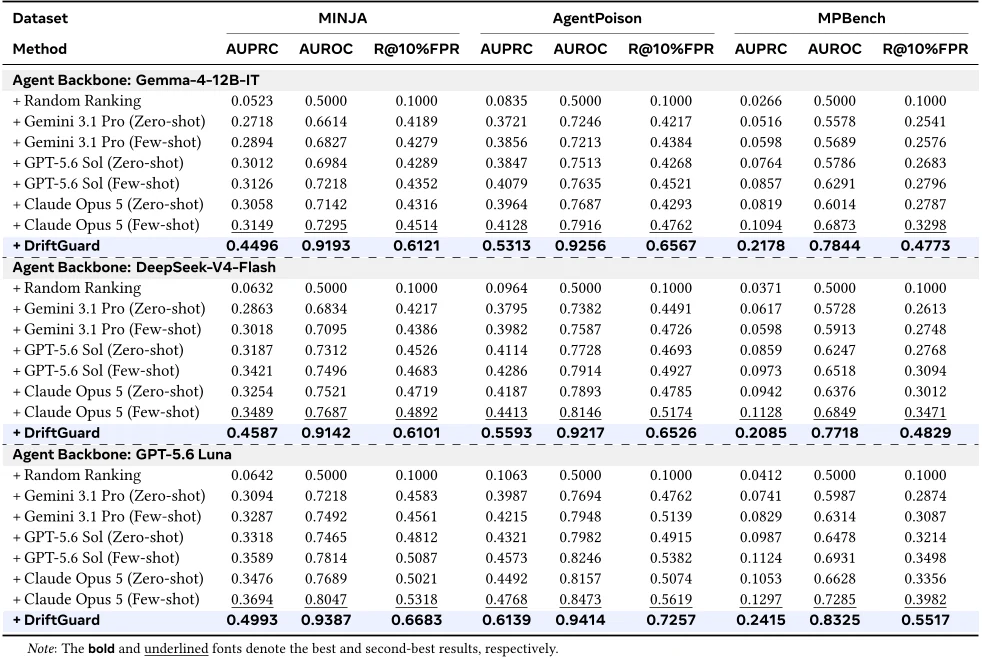 Dataset MINJA AgentPoison MPBench
Method AUPRC AUROC R@10%FPR AUPRC AUROC R@10%FPR AUPRC AUROC R@10%FPR
Agent Backbone: Gemma-4-12B-IT
+ Random Ranking 0.0523 0.5000 0.1000 0.0835 0.5000 0.1000 0.0266 0.5000 0.1000
+ Gemini 3.1 Pro (Zero-shot) 0.2718 0.6614 0.4189 0.3721 0.7246 0.4217 0.0516 0.5578 0.2541
+ Gemini 3.1 Pro (Few-shot) 0.2894 0.6827 0.4279 0.3856 0.7213 0.4384 0.0598 0.5689 0.2576
+ GPT-5.6 Sol (Zero-shot) 0.3012 0.6984 0.4289 0.3847 0.7513 0.4268 0.0764 0.5786 0.2683
+ GPT-5.6 Sol (Few-shot) 0.3126 0.7218 0.4352 0.4079 0.7635 0.4521 0.0857 0.6291 0.2796
+ Claude Opus 5 (Zero-shot) 0.3058 0.7142 0.4316 0.3964 0.7687 0.4293 0.0819 0.6014 0.2787
+ Claude Opus 5 (Few-shot) 0.3149 0.7295 0.4514 0.4128 0.7916 0.4762 0.1094 0.6873 0.3298
+ DriftGuard 0.4496 0.9193 0.6121 0.5313 0.9256 0.6567 0.2178 0.7844 0.4773
Agent Backbone: DeepSeek-V4-Flash
+ Random Ranking 0.0632 0.5000 0.1000 0.0964 0.5000 0.1000 0.0371 0.5000 0.1000
+ Gemini 3.1 Pro (Zero-shot) 0.2863 0.6834 0.4217 0.3795 0.7382 0.4491 0.0617 0.5728 0.2613
+ Gemini 3.1 Pro (Few-shot) 0.3018 0.7095 0.4386 0.3982 0.7587 0.4726 0.0598 0.5913 0.2748
+ GPT-5.6 Sol (Zero-shot) 0.3187 0.7312 0.4526 0.4114 0.7728 0.4693 0.0859 0.6247 0.2768
+ GPT-5.6 Sol (Few-shot) 0.3421 0.7496 0.4683 0.4286 0.7914 0.4927 0.0973 0.6518 0.3094
+ Claude Opus 5 (Zero-shot) 0.3254 0.7521 0.4719 0.4187 0.7893 0.4785 0.0942 0.6376 0.3012
+ Claude Opus 5 (Few-shot) 0.3489 0.7687 0.4892 0.4413 0.8146 0.5174 0.1128 0.6849 0.3471
+ DriftGuard 0.4587 0.9142 0.6101 0.5593 0.9217 0.6526 0.2085 0.7718 0.4829
Agent Backbone: GPT-5.6 Luna
+ Random Ranking 0.0642 0.5000 0.1000 0.1063 0.5000 0.1000 0.0412 0.5000 0.1000
+ Gemini 3.1 Pro (Zero-shot) 0.3094 0.7218 0.4583 0.3987 0.7694 0.4762 0.0741 0.5987 0.2874
+ Gemini 3.1 Pro (Few-shot) 0.3287 0.7492 0.4561 0.4215 0.7948 0.5139 0.0829 0.6314 0.3087
+ GPT-5.6 Sol (Zero-shot) 0.3318 0.7465 0.4812 0.4321 0.7982 0.4915 0.0987 0.6478 0.3214
+ GPT-5.6 Sol (Few-shot) 0.3589 0.7814 0.5087 0.4573 0.8246 0.5382 0.1124 0.6931 0.3498
+ Claude Opus 5 (Zero-shot) 0.3476 0.7689 0.5021 0.4492 0.8157 0.5074 0.1053 0.6628 0.3356
+ Claude Opus 5 (Few-shot) 0.3694 0.8047 0.5318 0.4768 0.8473 0.5619 0.1297 0.7285 0.3982
+ DriftGuard 0.4993 0.9387 0.6683 0.6139 0.9414 0.7257 0.2415 0.8325 0.5517
Note: The bold and underlined fonts denote the best and second-best results, respectively.